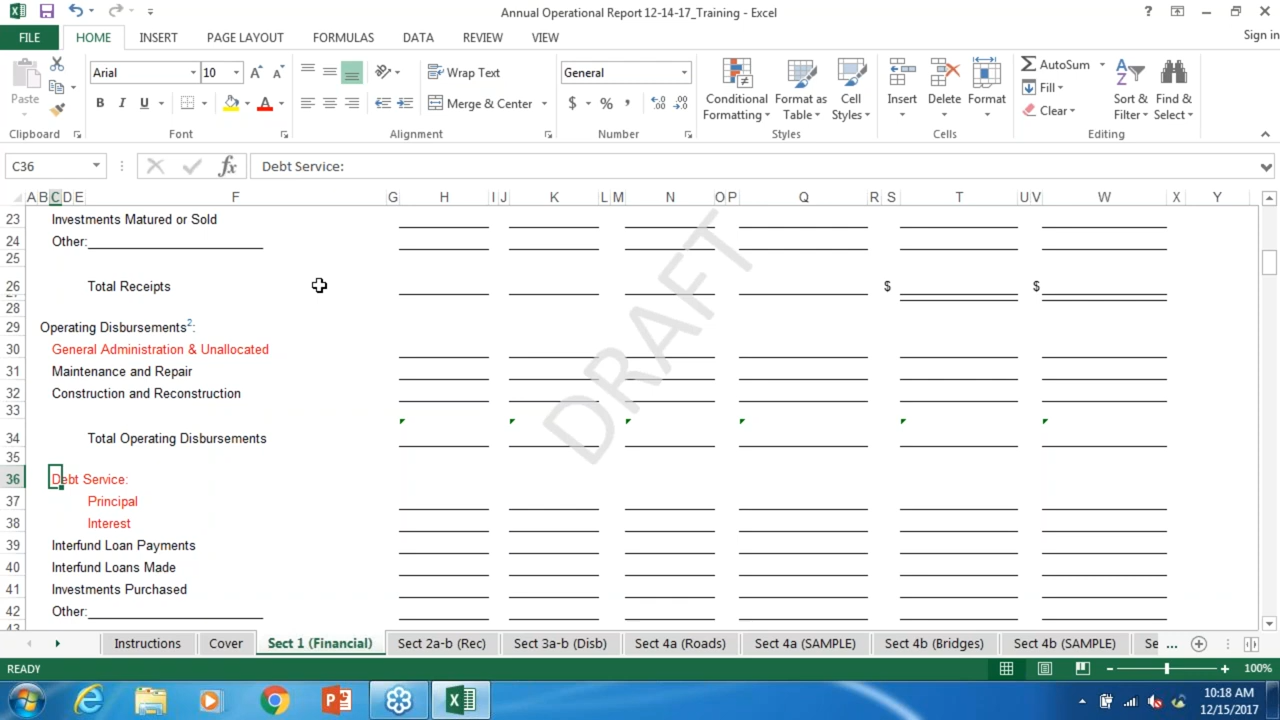 Annual Operational Report 12-14-17_Training - Excel
FILE HOME INSERT PAGE LAYOUT FORMULAS DATA REVIEW VIEW Sign in
Paste
Arial 10
Wrap Text
Merge & Center
General
$ % ,
Conditional Formatting
Format as Table
Cell Styles
Insert Delete Format
AutoSum
Fill
Clear
Sort & Filter
Find & Select
Clipboard Font Alignment Number Styles Cells Editing
C36 fx Debt Service:
A B C D E F G H I J K L M N O P Q R S T U V W X Y
23 Investments Matured or Sold
24 Other:
25
26 Total Receipts $ $
28
29 Operating Disbursements2:
30 General Administration & Unallocated
31 Maintenance and Repair
32 Construction and Reconstruction
33
34 Total Operating Disbursements
35
36 Debt Service:
37 Principal
38 Interest
39 Interfund Loan Payments
40 Interfund Loans Made
41 Investments Purchased
42 Other:
43
DRAFT
Instructions Cover Sect 1 (Financial) Sect 2a-b (Rec) Sect 3a-b (Disb) Sect 4a (Roads) Sect 4a (SAMPLE) Sect 4b (Bridges) Sect 4b (SAMPLE) Se ...
READY 100%
10:18 AM
12/15/2017